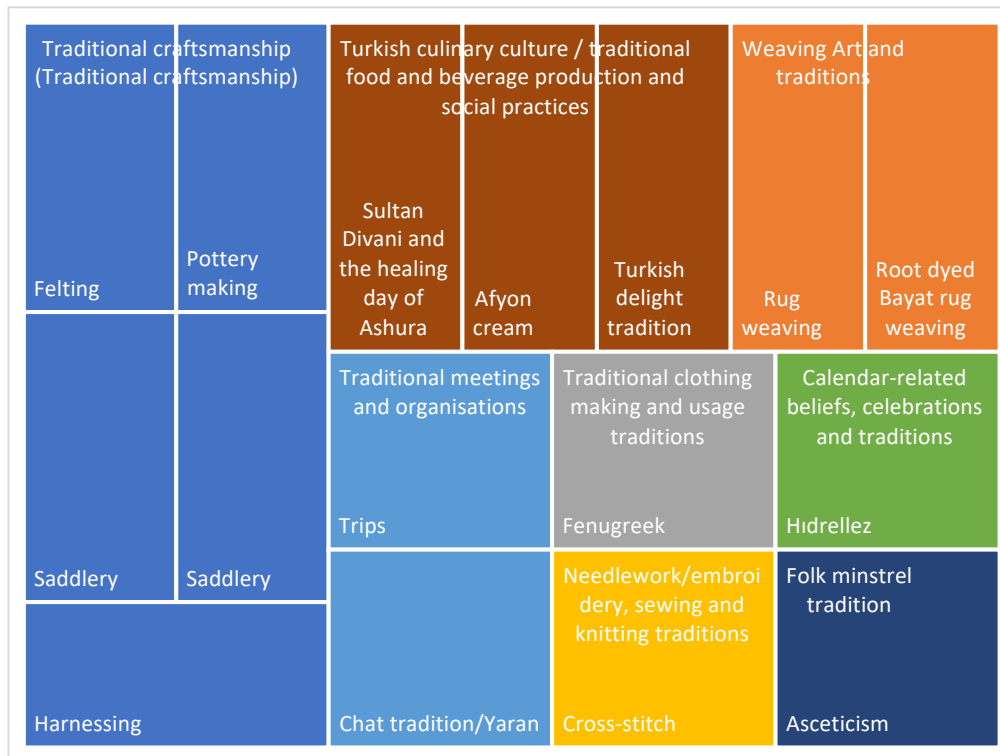 Traditional craftsmanship
(Traditional craftsmanship)
Felting
Pottery
making
Saddlery
Saddlery
Harnessing
Turkish culinary culture / traditional
food and beverage production and
social practices
Sultan
Divani and
the healing
day of
Ashura
Afyon
cream
Turkish
delight
tradition
Weaving Art and
traditions
Rug
weaving
Root dyed
Bayat rug
weaving
Traditional meetings
and organisations
Trips
Chat tradition/Yaran
Traditional clothing
making and usage
traditions
Fenugreek
Calendar-related
beliefs, celebrations
and traditions
Hıdrellez
Needlework/embroi
dery, sewing and
knitting traditions
Cross-stitch
Folk minstrel
tradition
Asceticism